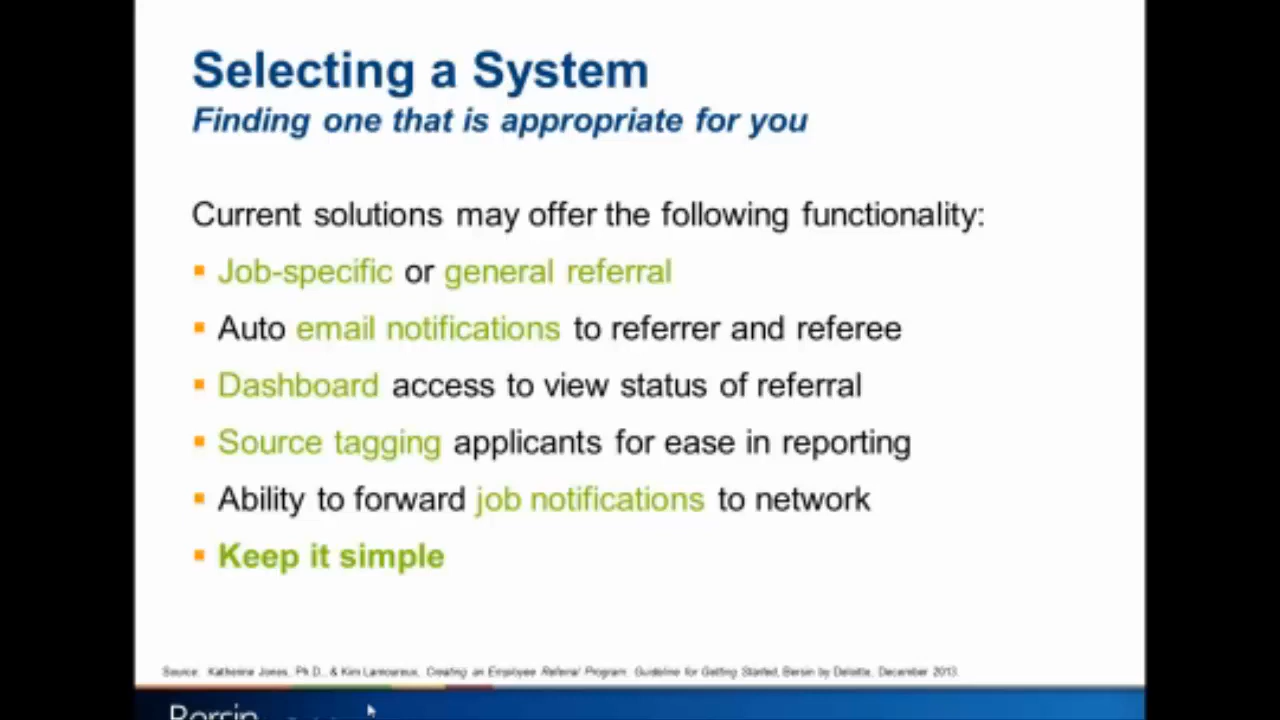 Selecting a System
Finding one that is appropriate for you
Current solutions may offer the following functionality:
Job-specific or general referral
Auto email notifications to referrer and referee
Dashboard access to view status of referral
Source tagging applicants for ease in reporting
Ability to forward job notifications to network
Keep it simple
Source: Katherine Jones, Ph.D., & Kim Lamoureux, Creating an Employee Referral Program: Guideline for Getting Started, Bersin by Deloitte, December 2013.
Bersin